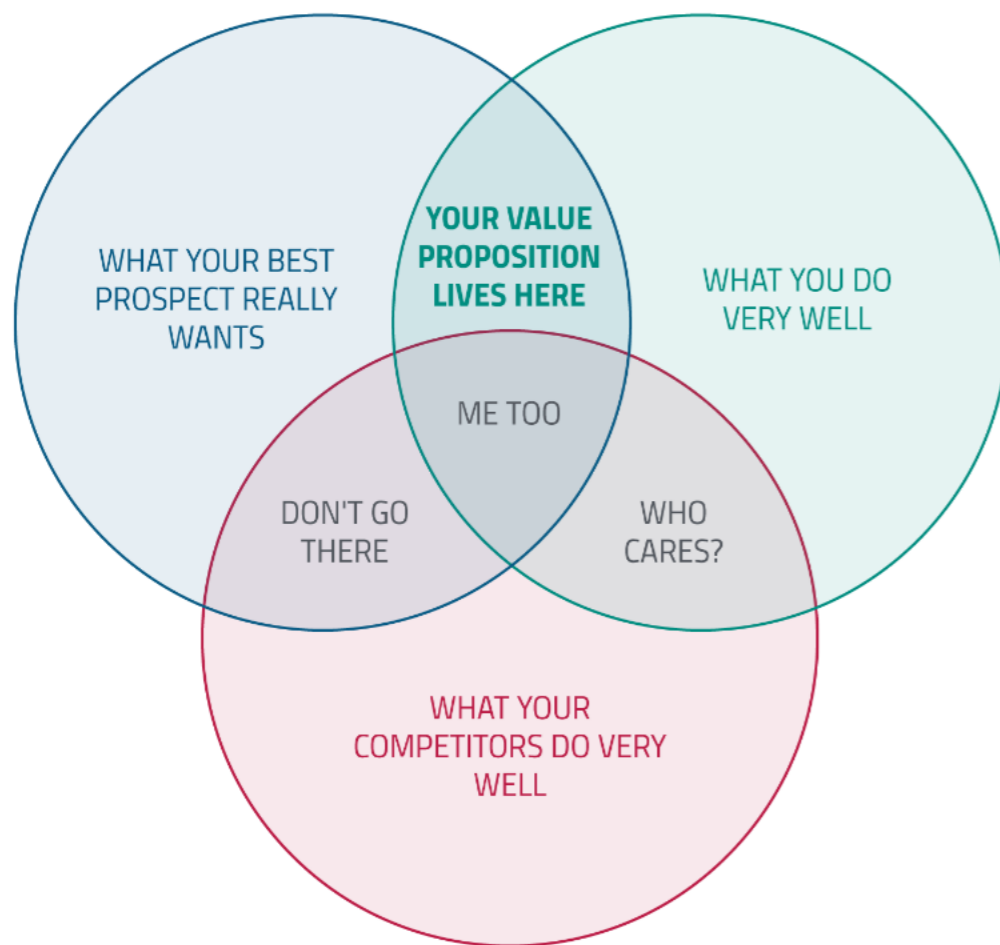 YOUR VALUE
PROPOSITION
LIVES HERE
WHAT YOUR BEST
PROSPECT REALLY
WANTS
WHAT YOU DO
VERY WELL
ME TOO
DON'T GO
THERE
WHO
CARES?
WHAT YOUR
COMPETITORS DO VERY
WELL